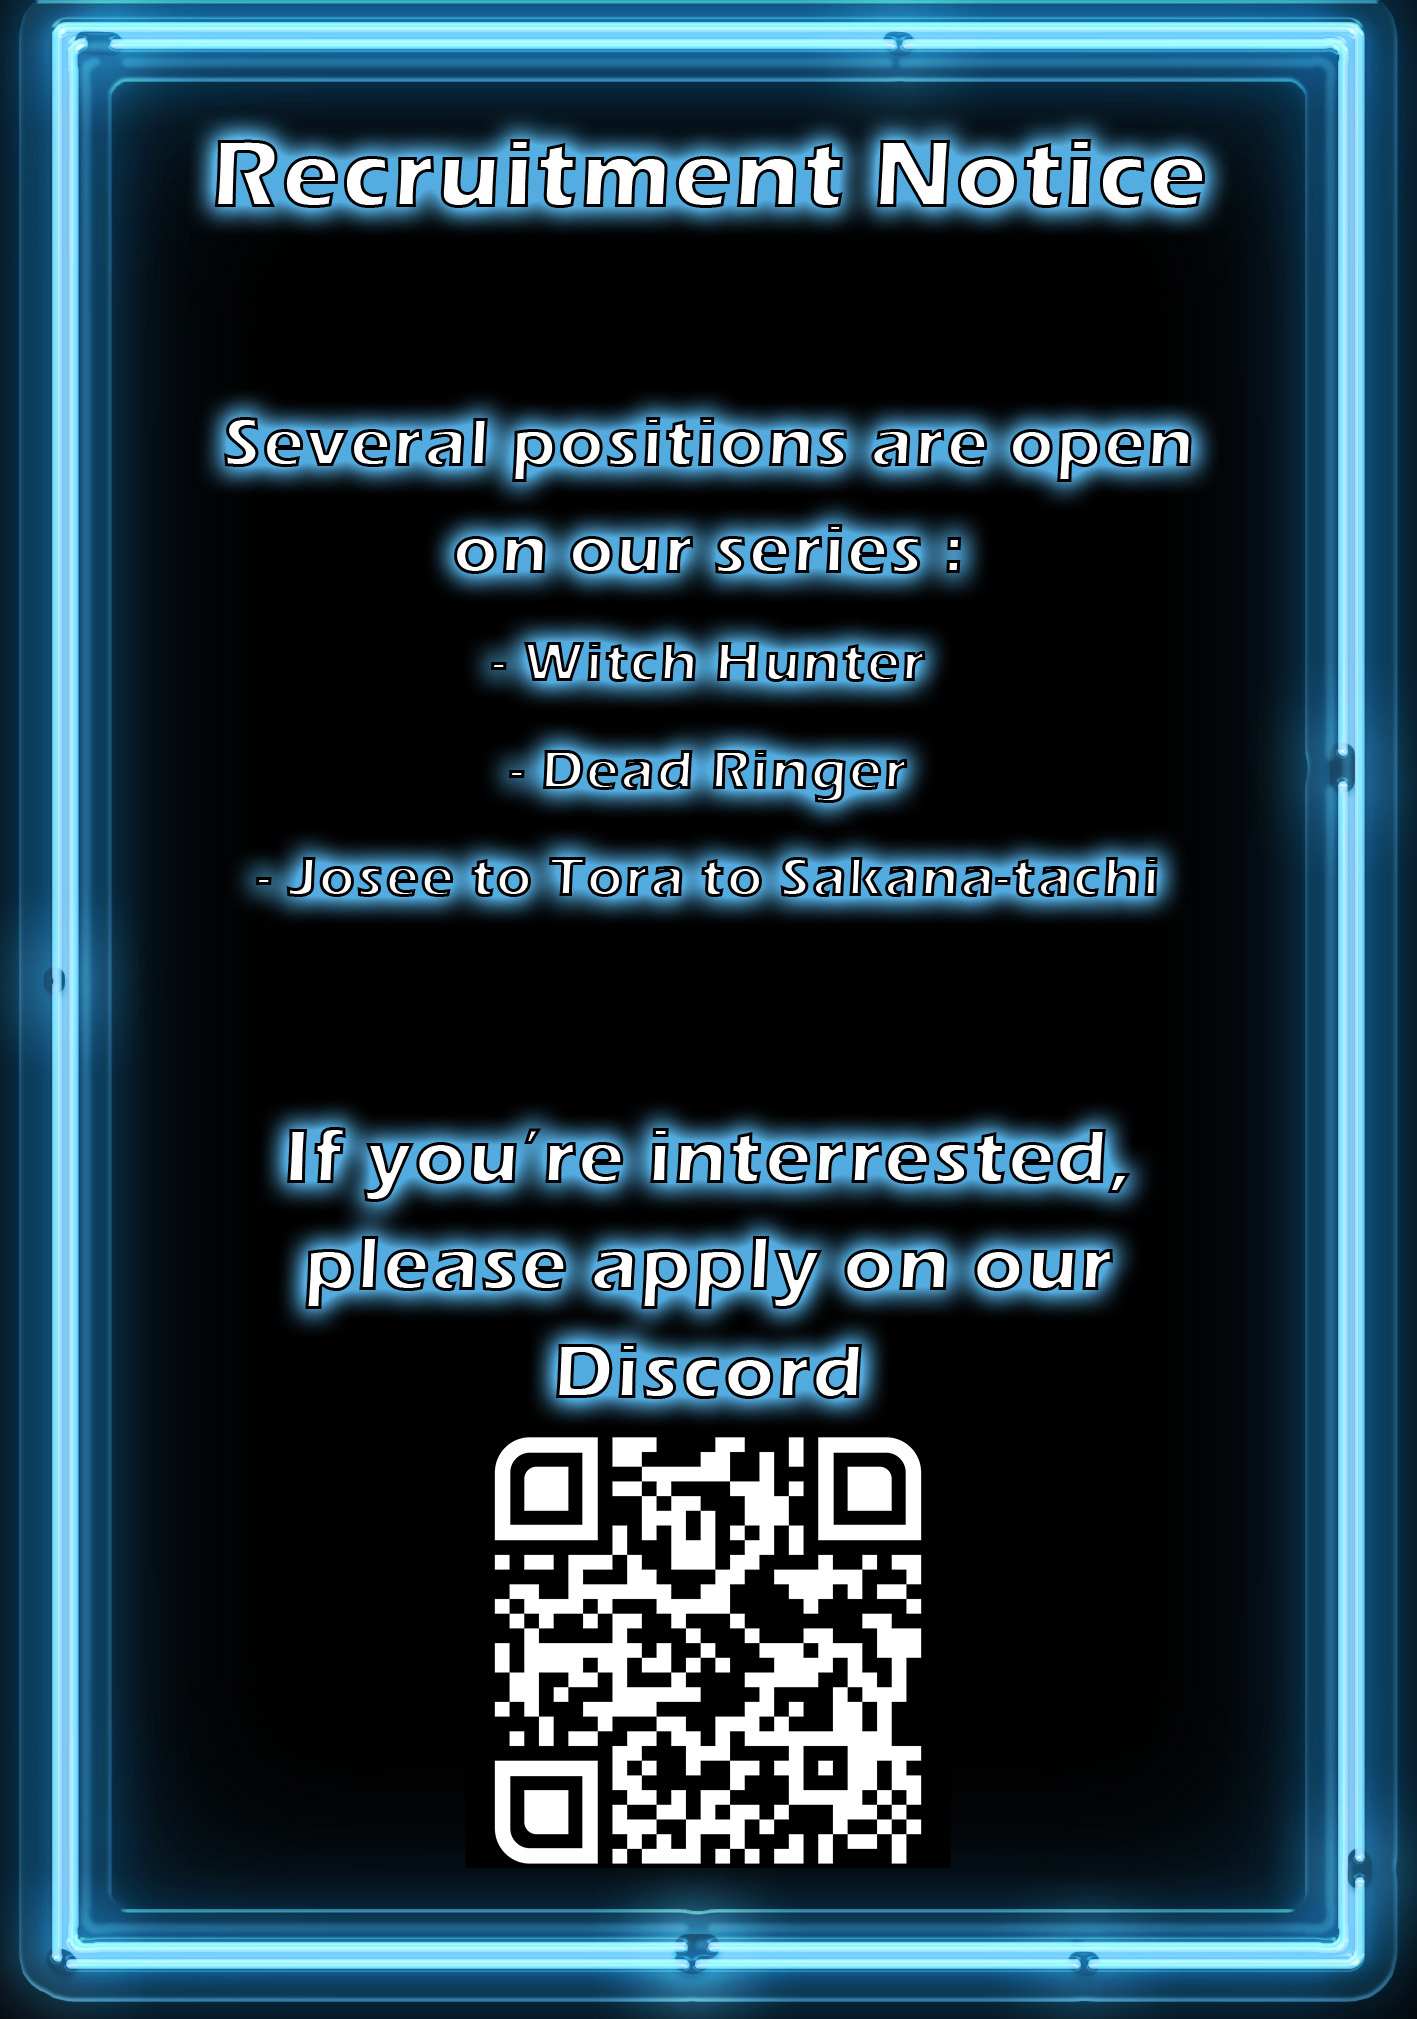 Recruitment Notice
Several positions are open
on our series :
- Witch Hunter
- Dead Ringer
- Josee to Tora to Sakana-tachi
If you're interrested,
please apply on our
Discord